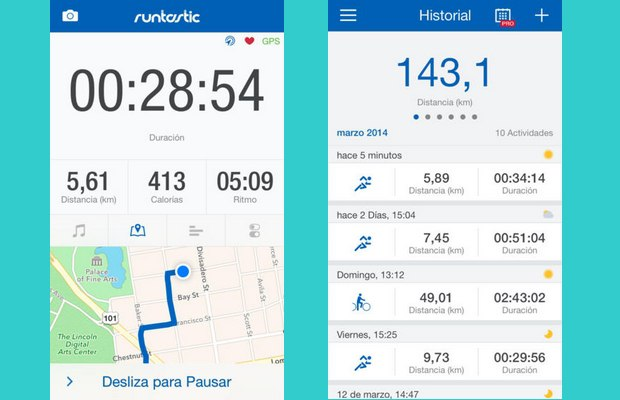 runtastic
GPS
00:28:54
Duración
5,61 413 05:09
Distancia (km) Calorías Ritmo
Palace
of Fine Arts
Divisadero St
Baker
Bay St
101
Francisco St
The Lincoln
Digital
Arts Center
Chestnut St
Desliza para Pausar
Historial
PRO
143,1
Distancia (km)
marzo 2014 10 Actividades
hace 5 minutos
5,89 00:34:14
Distancia (km) Duración
hace 2 Días, 15:04
7,45 00:51:04
Distancia (km) Duración
Domingo, 13:12
49,01 02:43:02
Distancia (km) Duración
Viernes, 15:25
9,73 00:29:56
Distancia (km) Duración
12 de marzo, 14:47